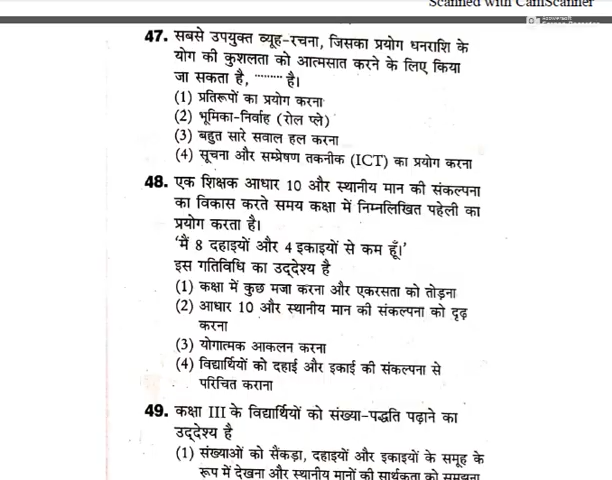 Scanned with CamScanner
47. सबसे उपयुक्त व्यूह-रचना, जिसका प्रयोग धनराशि के
योग की कुशलता को आत्मसात करने के लिए किया
जा सकता है, ......... है।
(1) प्रतिरूपों का प्रयोग करना
(2) भूमिका-निर्वाह (रोल प्ले)
(3) बहुत सारे सवाल हल करना
(4) सूचना और सम्प्रेषण तकनीक (ICT) का प्रयोग करना
48. एक शिक्षक आधार 10 और स्थानीय मान की संकल्पना
का विकास करते समय कक्षा में निम्नलिखित पहेली का
प्रयोग करता है।
'मैं 8 दहाइयों और 4 इकाइयों से कम हूँ।'
इस गतिविधि का उद्देश्य है
(1) कक्षा में कुछ मजा करना और एकरसता को तोड़ना
(2) आधार 10 और स्थानीय मान की संकल्पना को दृढ़
करना
(3) योगात्मक आकलन करना
(4) विद्यार्थियों को दहाई और इकाई की संकल्पना से
परिचित कराना
49. कक्षा III के विद्यार्थियों को संख्या-पद्धति पढ़ाने का
उद्देश्य है
(1) संख्याओं को सैंकड़ा, दहाइयों और इकाइयों के समूह के
रूप में देखना और स्थानीय मानों की सार्थकता को समझना